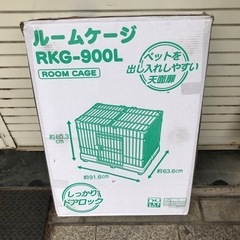 ルームケージ
RKG-900L
ROOM CAGE
ペットを
出し入れしやすい
天面扉
約60.3
cm
約91.6cm
約63.6cm
しっかり
ドアロック